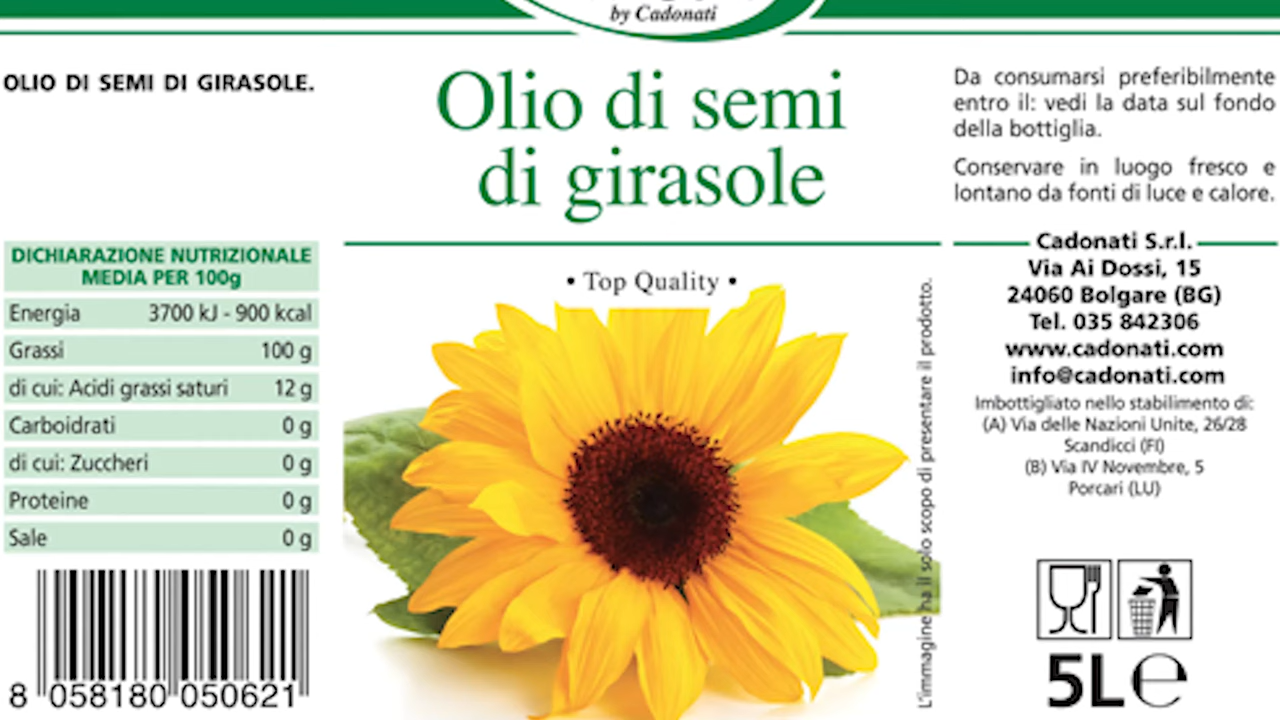 by Cadonati
OLIO DI SEMI DI GIRASOLE.
DICHIARAZIONE NUTRIZIONALE
MEDIA PER 100g
Energia 3700 kJ - 900 kcal
Grassi 100 g
di cui: Acidi grassi saturi 12 g
Carboidrati 0 g
di cui: Zuccheri 0 g
Proteine 0 g
Sale 0 g
8 058180 050621
Olio di semi
di girasole
• Top Quality •
L'immagine ha il solo scopo di presentare il prodotto.
Da consumarsi preferibilmente
entro il: vedi la data sul fondo
della bottiglia.
Conservare in luogo fresco e
lontano da fonti di luce e calore.
Cadonati S.r.l.
Via Ai Dossi, 15
24060 Bolgare (BG)
Tel. 035 842306
www.cadonati.com
info@cadonati.com
Imbottigliato nello stabilimento di:
(A) Via delle Nazioni Unite, 26/28
Scandicci (FI)
(B) Via IV Novembre, 5
Porcari (LU)
5L e